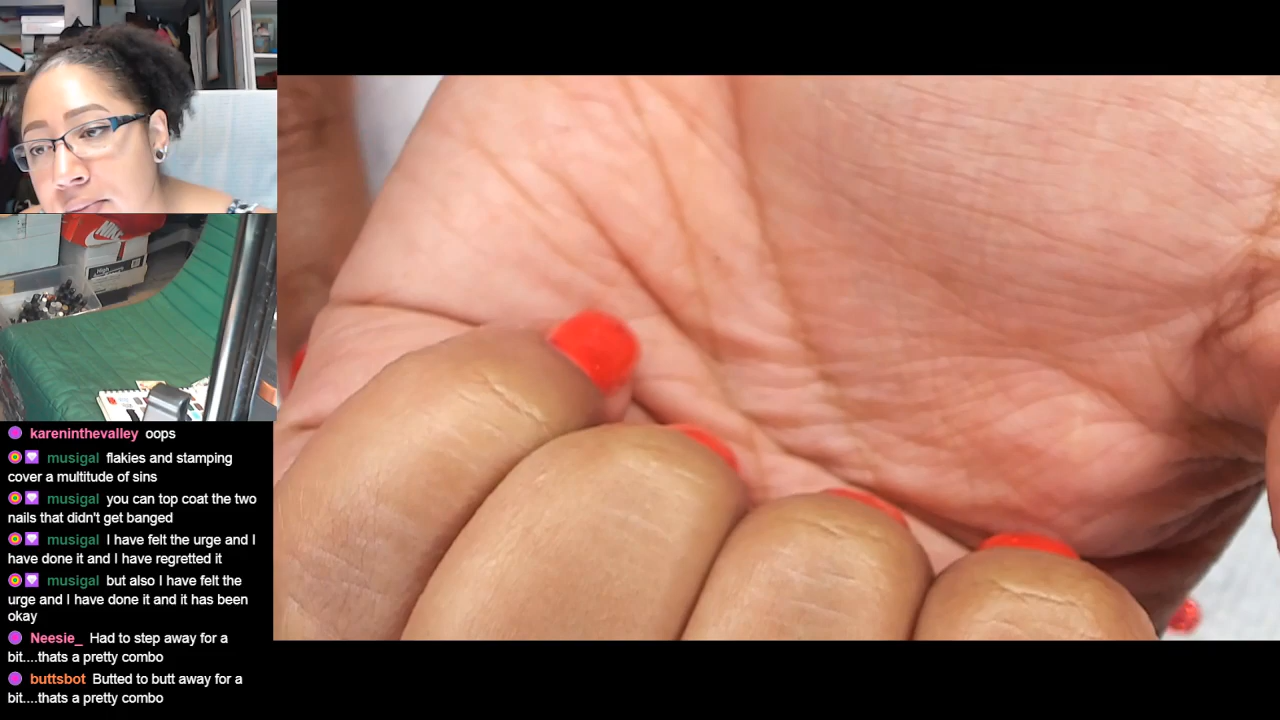 NIKE
kareninthevalley oops
musigal flakies and stamping
cover a multitude of sins
musigal you can top coat the two
nails that didn't get banged
musigal I have felt the urge and I
have done it and I have regretted it
musigal but also I have felt the
urge and I have done it and it has been
okay
Neesie_ Had to step away for a
bit....thats a pretty combo
buttsbot Butted to butt away for a
bit....thats a pretty combo